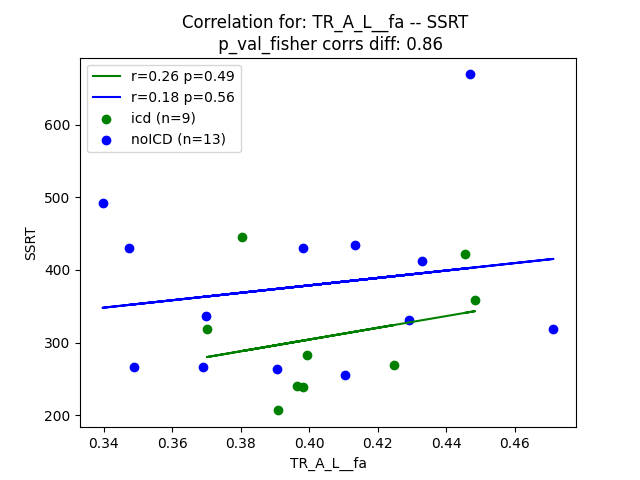 Correlation for: TR_A_L__fa -- SSRT
p_val_fisher corrs diff: 0.86
r=0.26 p=0.49
r=0.18 p=0.56
icd (n=9)
noICD (n=13)
600
500
400
300
200
SSRT
0.34 0.36 0.38 0.40 0.42 0.44 0.46
TR_A_L__fa